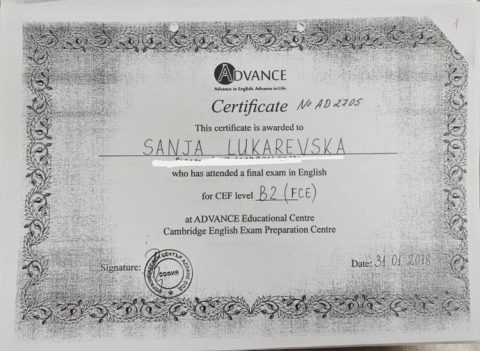 1
ADVANCE
Advance in English. Advance in Life.
Certificate № AD 2705
This certificate is awarded to
SANJA LUKAREVSKA
who has attended a final exam in English
for CEF level B2 (FCE)
at ADVANCE Educational Centre
Cambridge English Exam Preparation Centre
Signature:
СОФИЯ
Date: 31.01 2018